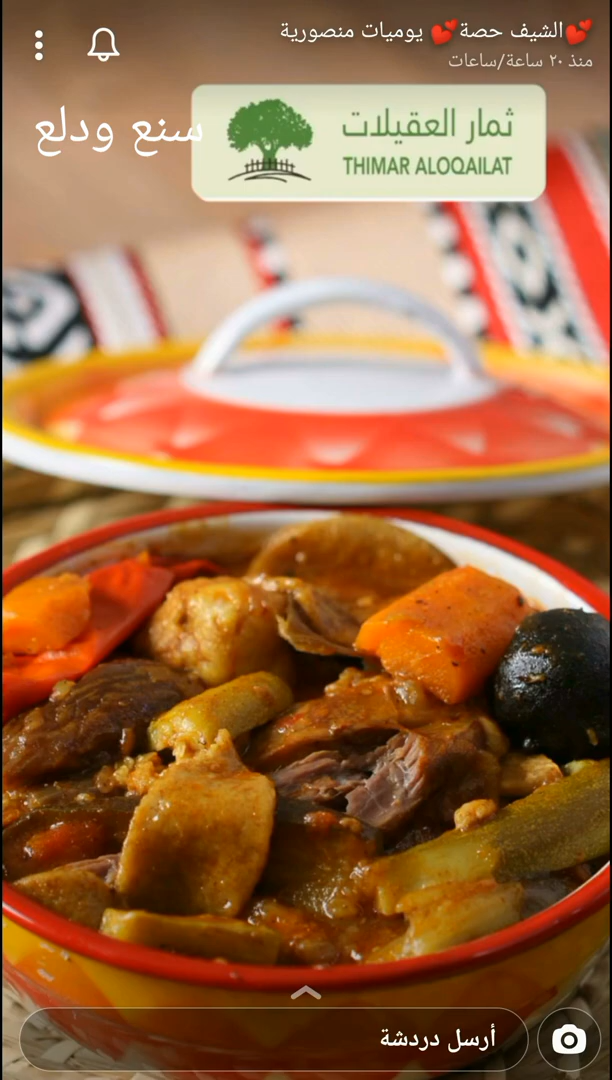 💕الشيف حصة💕 يوميات منصورية
منذ ٢٠ ساعة/ساعات
ثمار العقيلات
THIMAR ALOQAILAT
سنع ودلع
أرسل دردشة